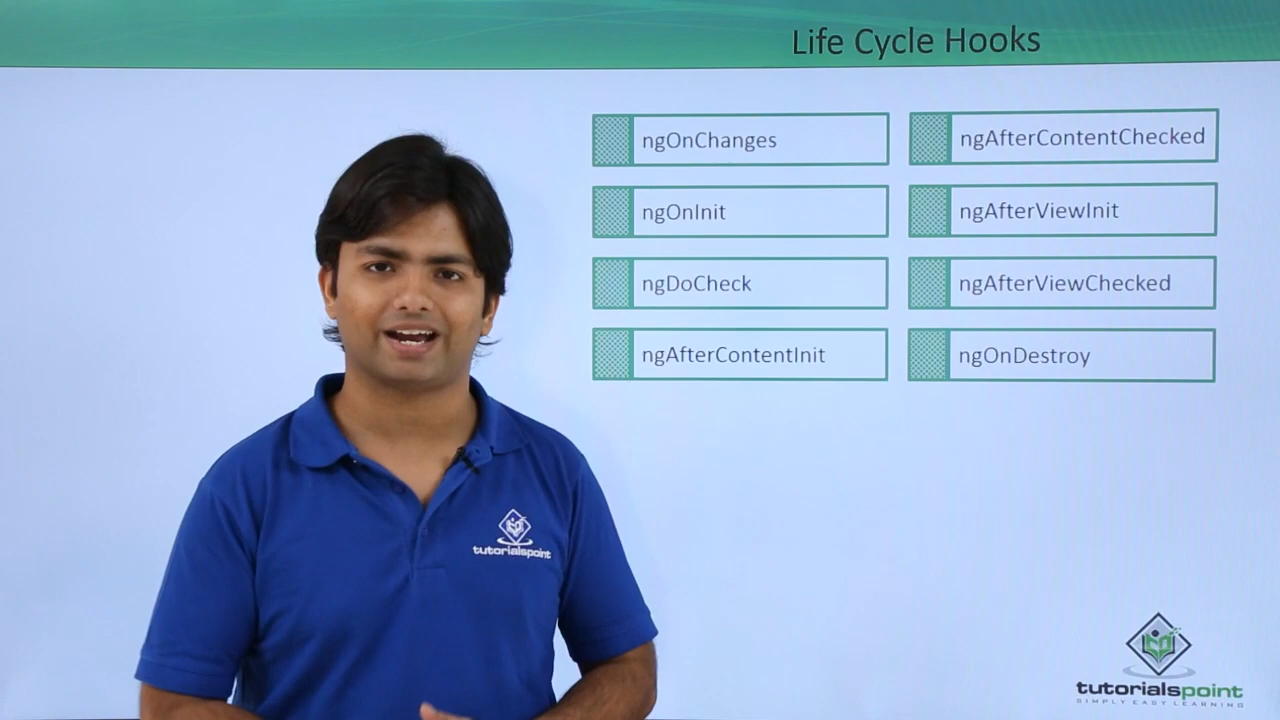 Life Cycle Hooks
ngOnChanges
ngOnInit
ngDoCheck
ngAfterContentInit
ngAfterContentChecked
ngAfterViewInit
ngAfterViewChecked
ngOnDestroy
tutorialspoint
tutorialspoint
SIMPLY EASY LEARNING